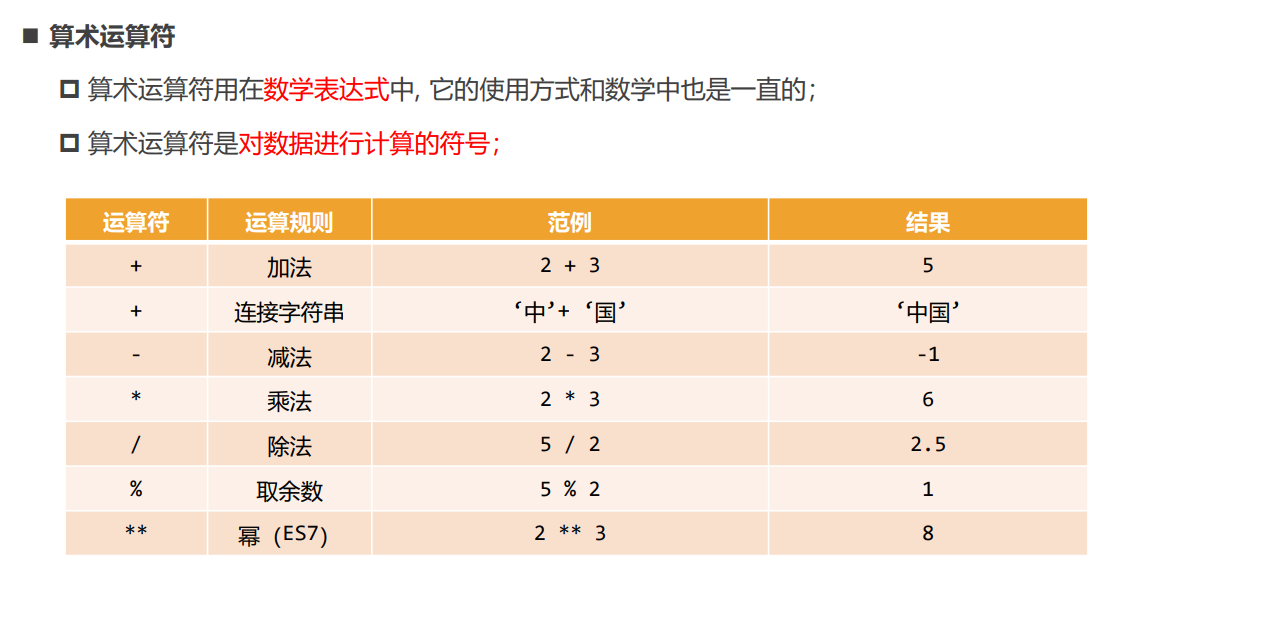 算术运算符
算术运算符用在数学表达式中, 它的使用方式和数学中也是一直的；
算术运算符是对数据进行计算的符号；
运算符 运算规则 范例 结果
+ 加法 2 + 3 5
+ 连接字符串 ‘中’+ ‘国’ ‘中国’
- 减法 2 - 3 -1
* 乘法 2 * 3 6
/ 除法 5 / 2 2.5
% 取余数 5 % 2 1
** 幂（ES7) 2 ** 3 8